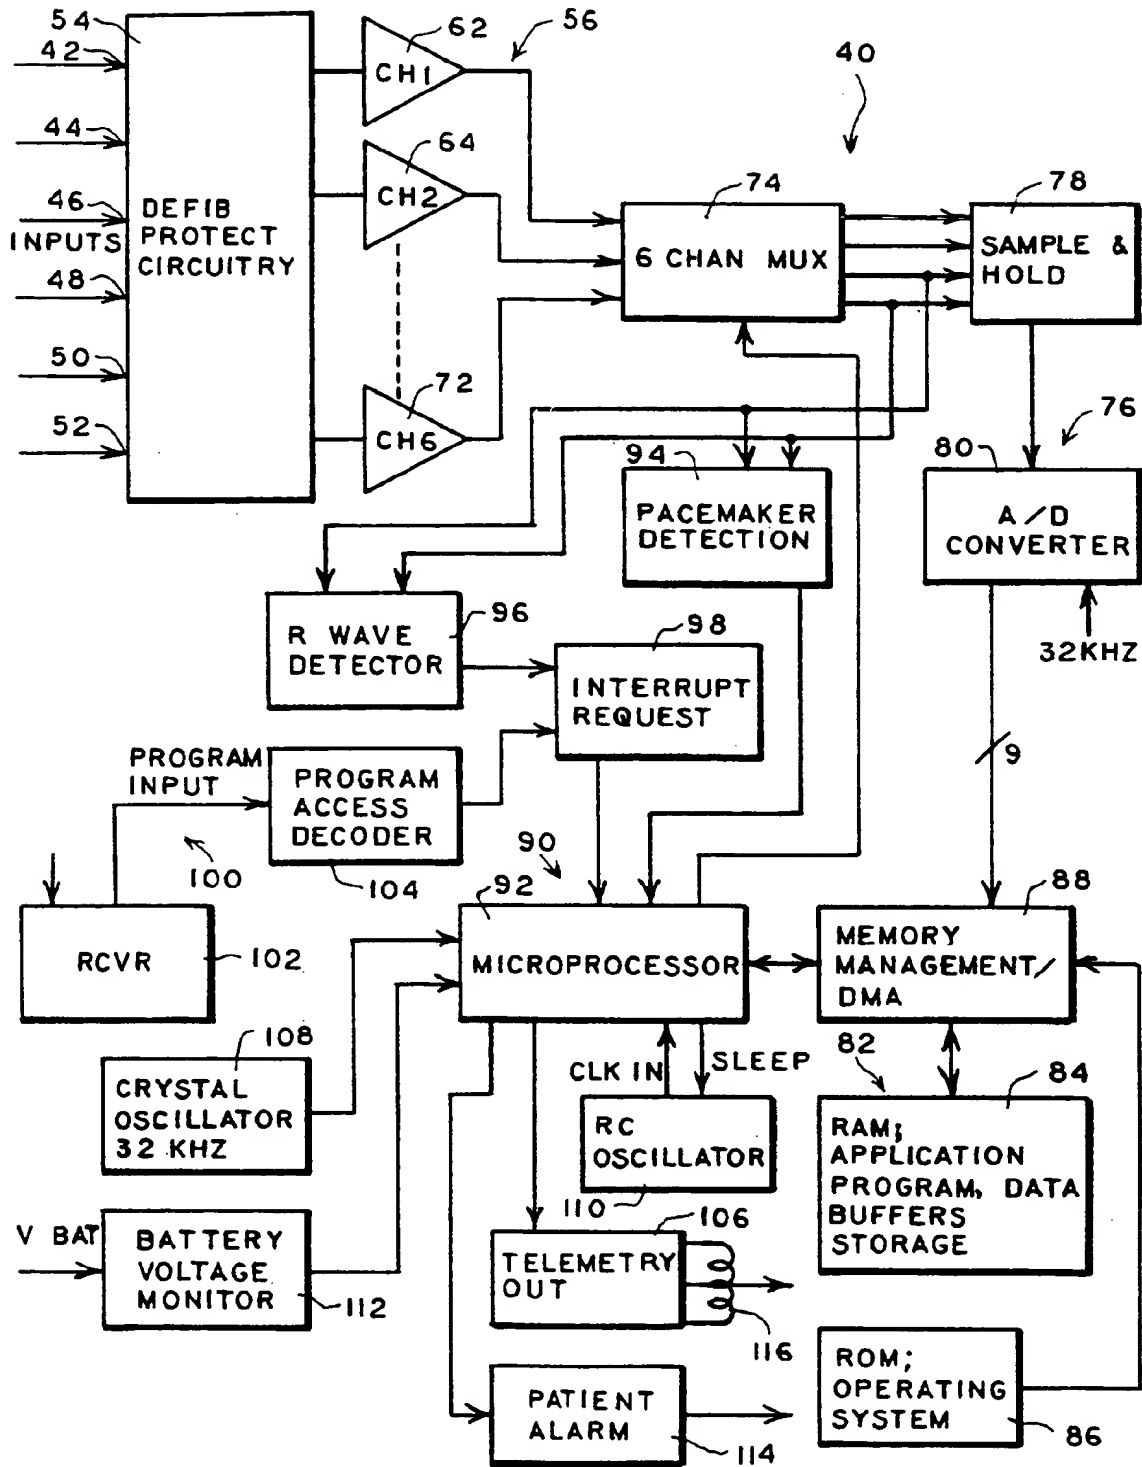 54
62
56
42
CH1
40
44
64
46
DEFIB
PROTECT
CIRCUITRY
CH2
74
78
INPUTS
6 CHAN MUX
SAMPLE &
HOLD
48
50
72
76
52
CH6
94
80
PACEMAKER
DETECTION
A/D
CONVERTER
96
98
R WAVE
DETECTOR
32KHZ
INTERRUPT
REQUEST
PROGRAM
INPUT
PROGRAM
ACCESS
DECODER
9
100
104
90
92
88
RCVR
102
MICROPROCESSOR
MEMORY
MANAGEMENT/
DMA
108
CLK IN
SLEEP
82
84
CRYSTAL
OSCILLATOR
32 KHZ
RC
OSCILLATOR
RAM;
APPLICATION
PROGRAM, DATA
BUFFERS
STORAGE
110
106
V BAT
BATTERY
VOLTAGE
MONITOR
112
TELEMETRY
OUT
116
ROM;
OPERATING
SYSTEM
86
PATIENT
ALARM
114